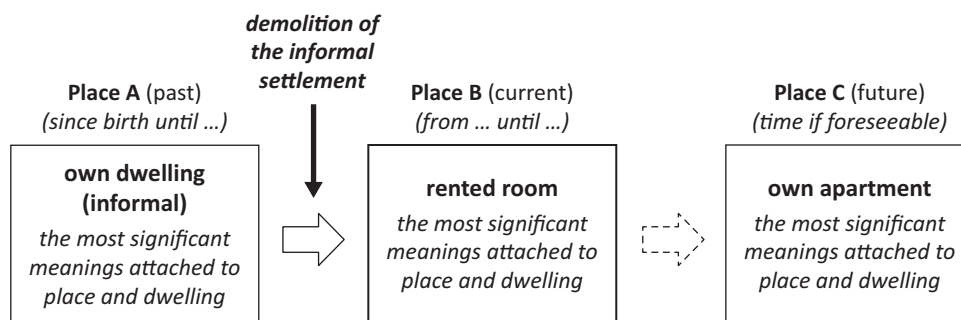 demolition of
the informal
settlement
Place A (past)
(since birth until ...)
own dwelling
(informal)
the most significant
meanings attached to
place and dwelling
Place B (current)
(from ... until ...)
rented room
the most significant
meanings attached to
place and dwelling
Place C (future)
(time if foreseeable)
own apartment
the most significant
meanings attached to
place and dwelling